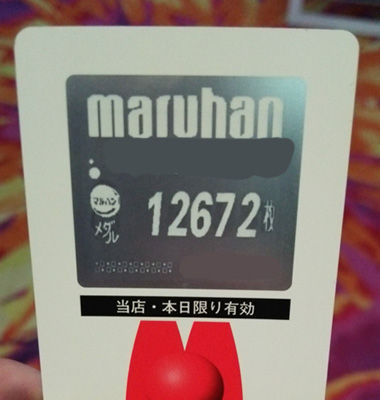 maruhan
マルハン
メダル
12672枚
当店・本日限り有効